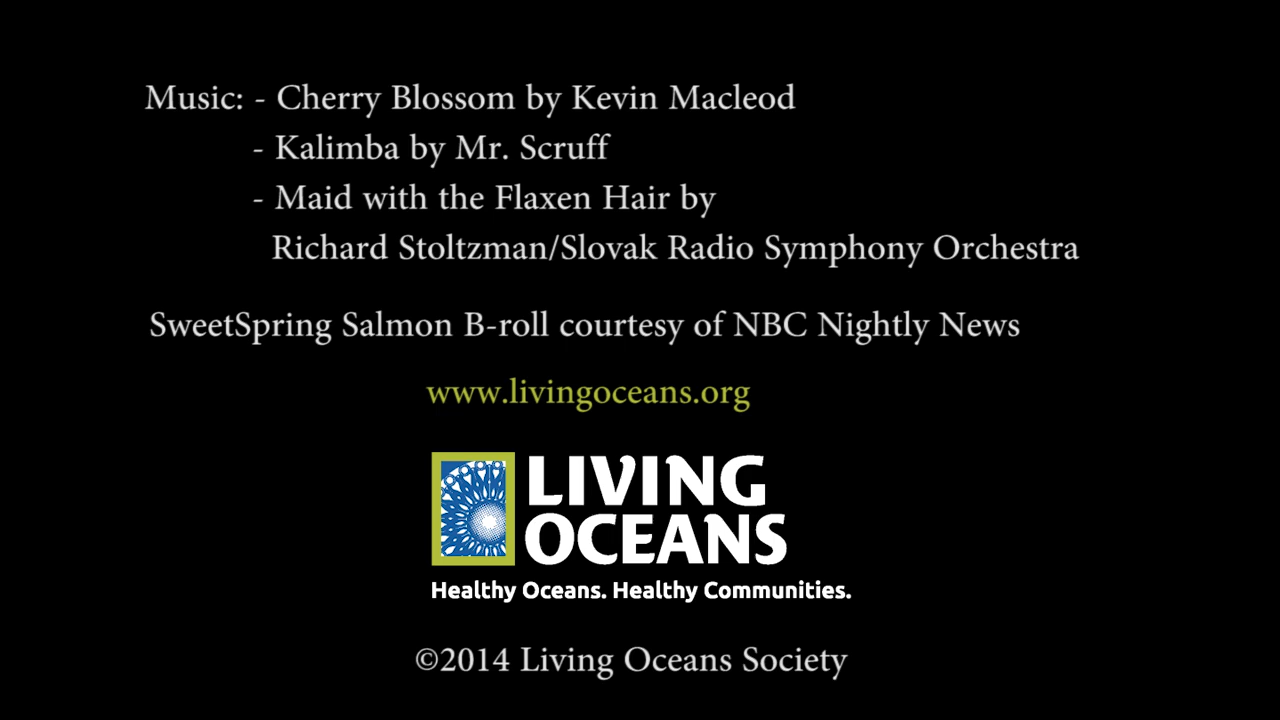 Music: - Cherry Blossom by Kevin Macleod
- Kalimba by Mr. Scruff
- Maid with the Flaxen Hair by
Richard Stoltzman/Slovak Radio Symphony Orchestra
SweetSpring Salmon B-roll courtesy of NBC Nightly News
www.livingoceans.org
LIVING
OCEANS
Healthy Oceans. Healthy Communities.
©2014 Living Oceans Society